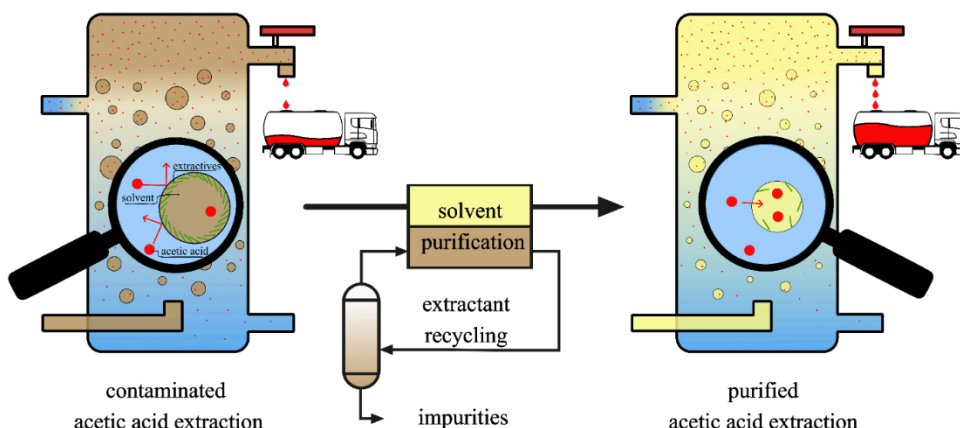 extractives
solvent
acetic acid
solvent
purification
extractant
recycling
impurities
contaminated
acetic acid extraction
purified
acetic acid extraction